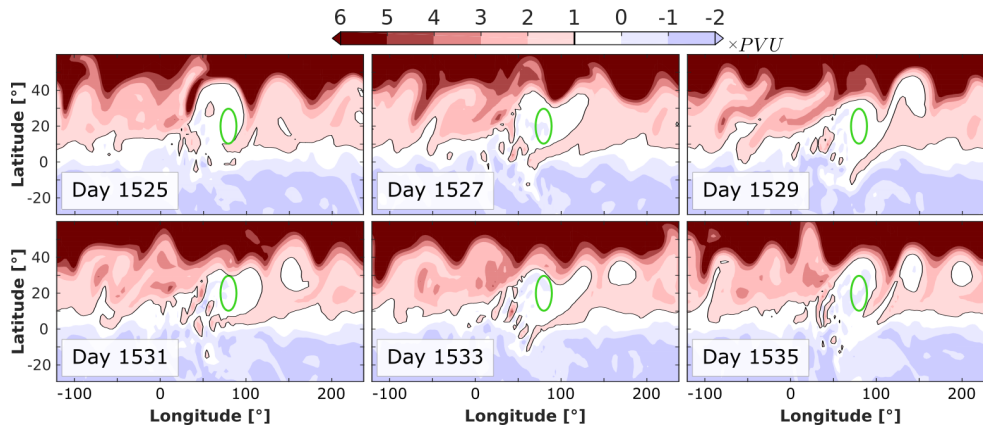 6 5 4 3 2 1 0 -1 -2
×PVU
Latitude [°]
40
20
0
-20
Day 1525
Day 1527
Day 1529
Latitude [°]
40
20
0
-20
Day 1531
Day 1533
Day 1535
-100 0 100 200 -100 0 100 200 -100 0 100 200
Longitude [°] Longitude [°] Longitude [°]